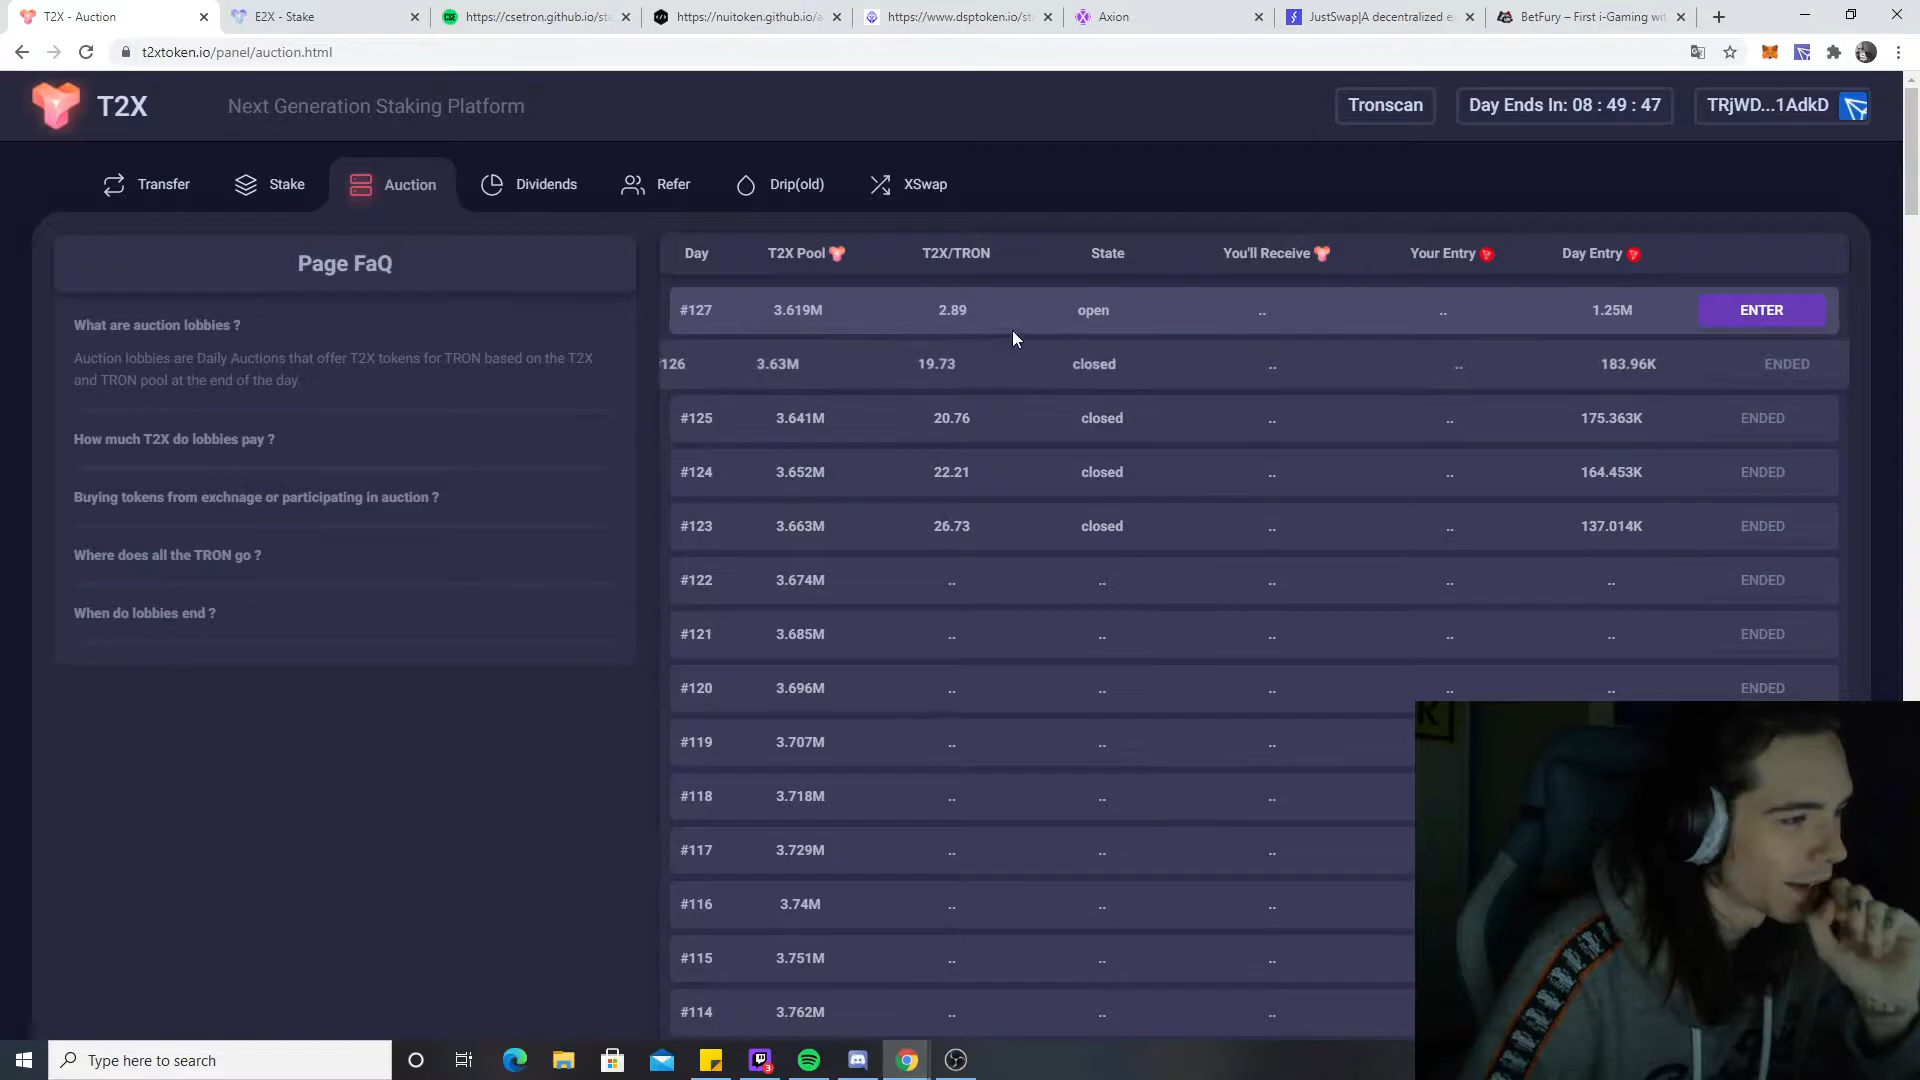 T2X - Auction
E2X - Stake
https://csetron.github.io/sta
https://nuitoken.github.io/a
https://www.dsptoken.io/st
Axion
JustSwap|A decentralized e
BetFury – First i-Gaming wit
t2xtoken.io/panel/auction.html
T2X
Next Generation Staking Platform
Tronscan
Day Ends In: 08 : 49 : 47
TRjWD...1AdkD
Transfer
Stake
Auction
Dividends
Refer
Drip(old)
XSwap
Page FaQ
What are auction lobbies ?
Auction lobbies are Daily Auctions that offer T2X tokens for TRON based on the T2X
and TRON pool at the end of the day.
How much T2X do lobbies pay ?
Buying tokens from exchnage or participating in auction ?
Where does all the TRON go ?
When do lobbies end ?
Day T2X Pool T2X/TRON State You'll Receive Your Entry Day Entry
#127 3.619M 2.89 open .. .. 1.25M ENTER
126 3.63M 19.73 closed .. .. 183.96K ENDED
#125 3.641M 20.76 closed .. .. 175.363K ENDED
#124 3.652M 22.21 closed .. .. 164.453K ENDED
#123 3.663M 26.73 closed .. .. 137.014K ENDED
#122 3.674M .. .. .. .. .. ENDED
#121 3.685M .. .. .. .. .. ENDED
#120 3.696M .. .. .. .. .. ENDED
#119 3.707M .. .. ..
#118 3.718M .. .. ..
#117 3.729M .. .. ..
#116 3.74M .. .. ..
#115 3.751M .. .. ..
#114 3.762M .. .. ..
Type here to search
3